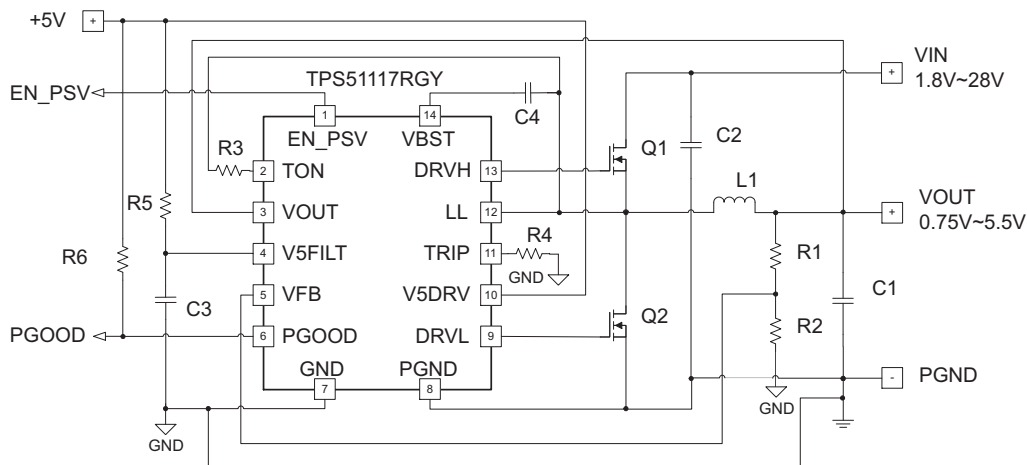 +5V
+
TPS51117RGY
VIN
1.8V~28V
+
EN_PSV
C4
1
14
EN_PSV
VBST
C2
Q1
R3
2
TON
DRVH
13
L1
VOUT
0.75V~5.5V
+
R5
3
VOUT
LL
12
R4
R1
R6
4
V5FILT
TRIP
11
GND
C3
5
VFB
V5DRV
10
C1
Q2
R2
PGOOD
6
PGOOD
DRVL
9
GND
PGND
7
8
-
PGND
GND
GND